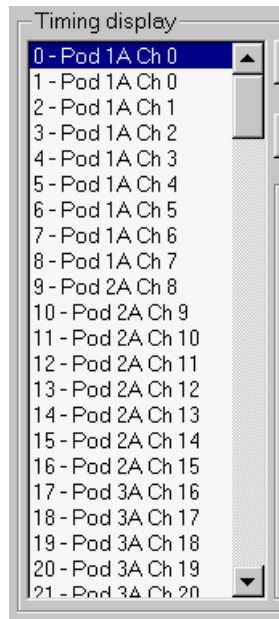 Timing display
0 - Pod 1A Ch 0
1 - Pod 1A Ch 0
2 - Pod 1A Ch 1
3 - Pod 1A Ch 2
4 - Pod 1A Ch 3
5 - Pod 1A Ch 4
6 - Pod 1A Ch 5
7 - Pod 1A Ch 6
8 - Pod 1A Ch 7
9 - Pod 2A Ch 8
10 - Pod 2A Ch 9
11 - Pod 2A Ch 10
12 - Pod 2A Ch 11
13 - Pod 2A Ch 12
14 - Pod 2A Ch 13
15 - Pod 2A Ch 14
16 - Pod 2A Ch 15
17 - Pod 3A Ch 16
18 - Pod 3A Ch 17
19 - Pod 3A Ch 18
20 - Pod 3A Ch 19
21 - Pod 3A Ch 20